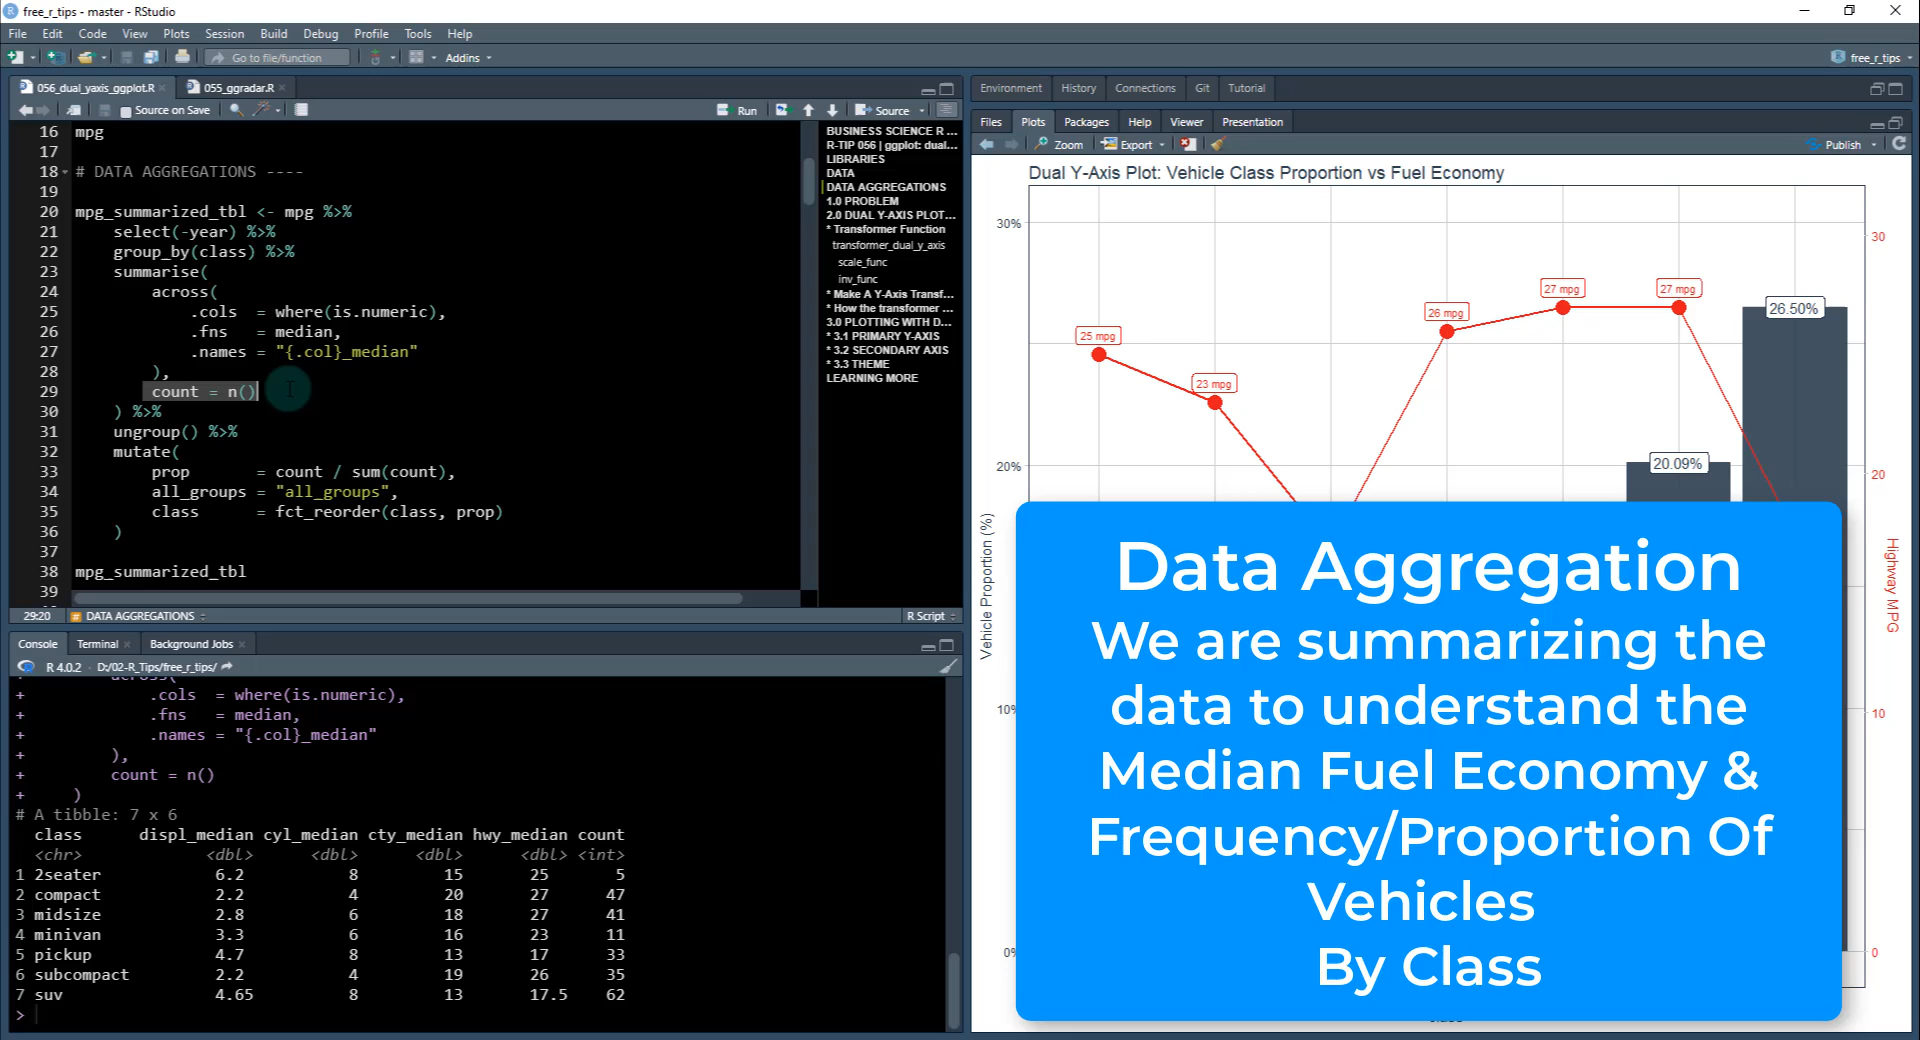 free_r_tips - master - RStudio
File Edit Code View Plots Session Build Debug Profile Tools Help
Go to file/function Addins free_r_tips
056_dual_yaxis_ggplot.R 055_ggradar.R
Source on Save Run Source
16 mpg
17
18 # DATA AGGREGATIONS ----
19
20 mpg_summarized_tbl <- mpg %>%
21 select(-year) %>%
22 group_by(class) %>%
23 summarise(
24 across(
25 .cols = where(is.numeric),
26 .fns = median,
27 .names = "{.col}_median"
28 ),
29 count = n()
30 ) %>%
31 ungroup() %>%
32 mutate(
33 prop = count / sum(count),
34 all_groups = "all_groups",
35 class = fct_reorder(class, prop)
36 )
37
38 mpg_summarized_tbl
39
29:20 # DATA AGGREGATIONS R Script
BUSINESS SCIENCE R ...
R-TIP 056 | ggplot: dual...
LIBRARIES
DATA
DATA AGGREGATIONS
1.0 PROBLEM
2.0 DUAL Y-AXIS PLOT...
* Transformer Function
transformer_dual_y_axis
scale_func
inv_func
* Make A Y-Axis Transf...
* How the transformer ...
3.0 PLOTTING WITH D...
* 3.1 PRIMARY Y-AXIS
* 3.2 SECONDARY AXIS
* 3.3 THEME
LEARNING MORE
Console Terminal Background Jobs
R 4.0.2 · D:/02-R_Tips/free_r_tips/
+ across(
+ .cols = where(is.numeric),
+ .fns = median,
+ .names = "{.col}_median"
+ ),
+ count = n()
+ )
# A tibble: 7 x 6
class displ_median cyl_median cty_median hwy_median count
<chr> <dbl> <dbl> <dbl> <dbl> <int>
1 2seater 6.2 8 15 25 5
2 compact 2.2 4 20 27 47
3 midsize 2.8 6 18 27 41
4 minivan 3.3 6 16 23 11
5 pickup 4.7 8 13 17 33
6 subcompact 2.2 4 19 26 35
7 suv 4.65 8 13 17.5 62
>
Environment History Connections Git Tutorial
Files Plots Packages Help Viewer Presentation
Zoom Export Publish
Dual Y-Axis Plot: Vehicle Class Proportion vs Fuel Economy
30%
20%
10%
0%
Vehicle Proportion (%)
25 mpg
23 mpg
26 mpg
27 mpg
27 mpg
26.50%
20.09%
30
20
10
0
Highway MPG
Data Aggregation
We are summarizing the
data to understand the
Median Fuel Economy &
Frequency/Proportion Of
Vehicles
By Class